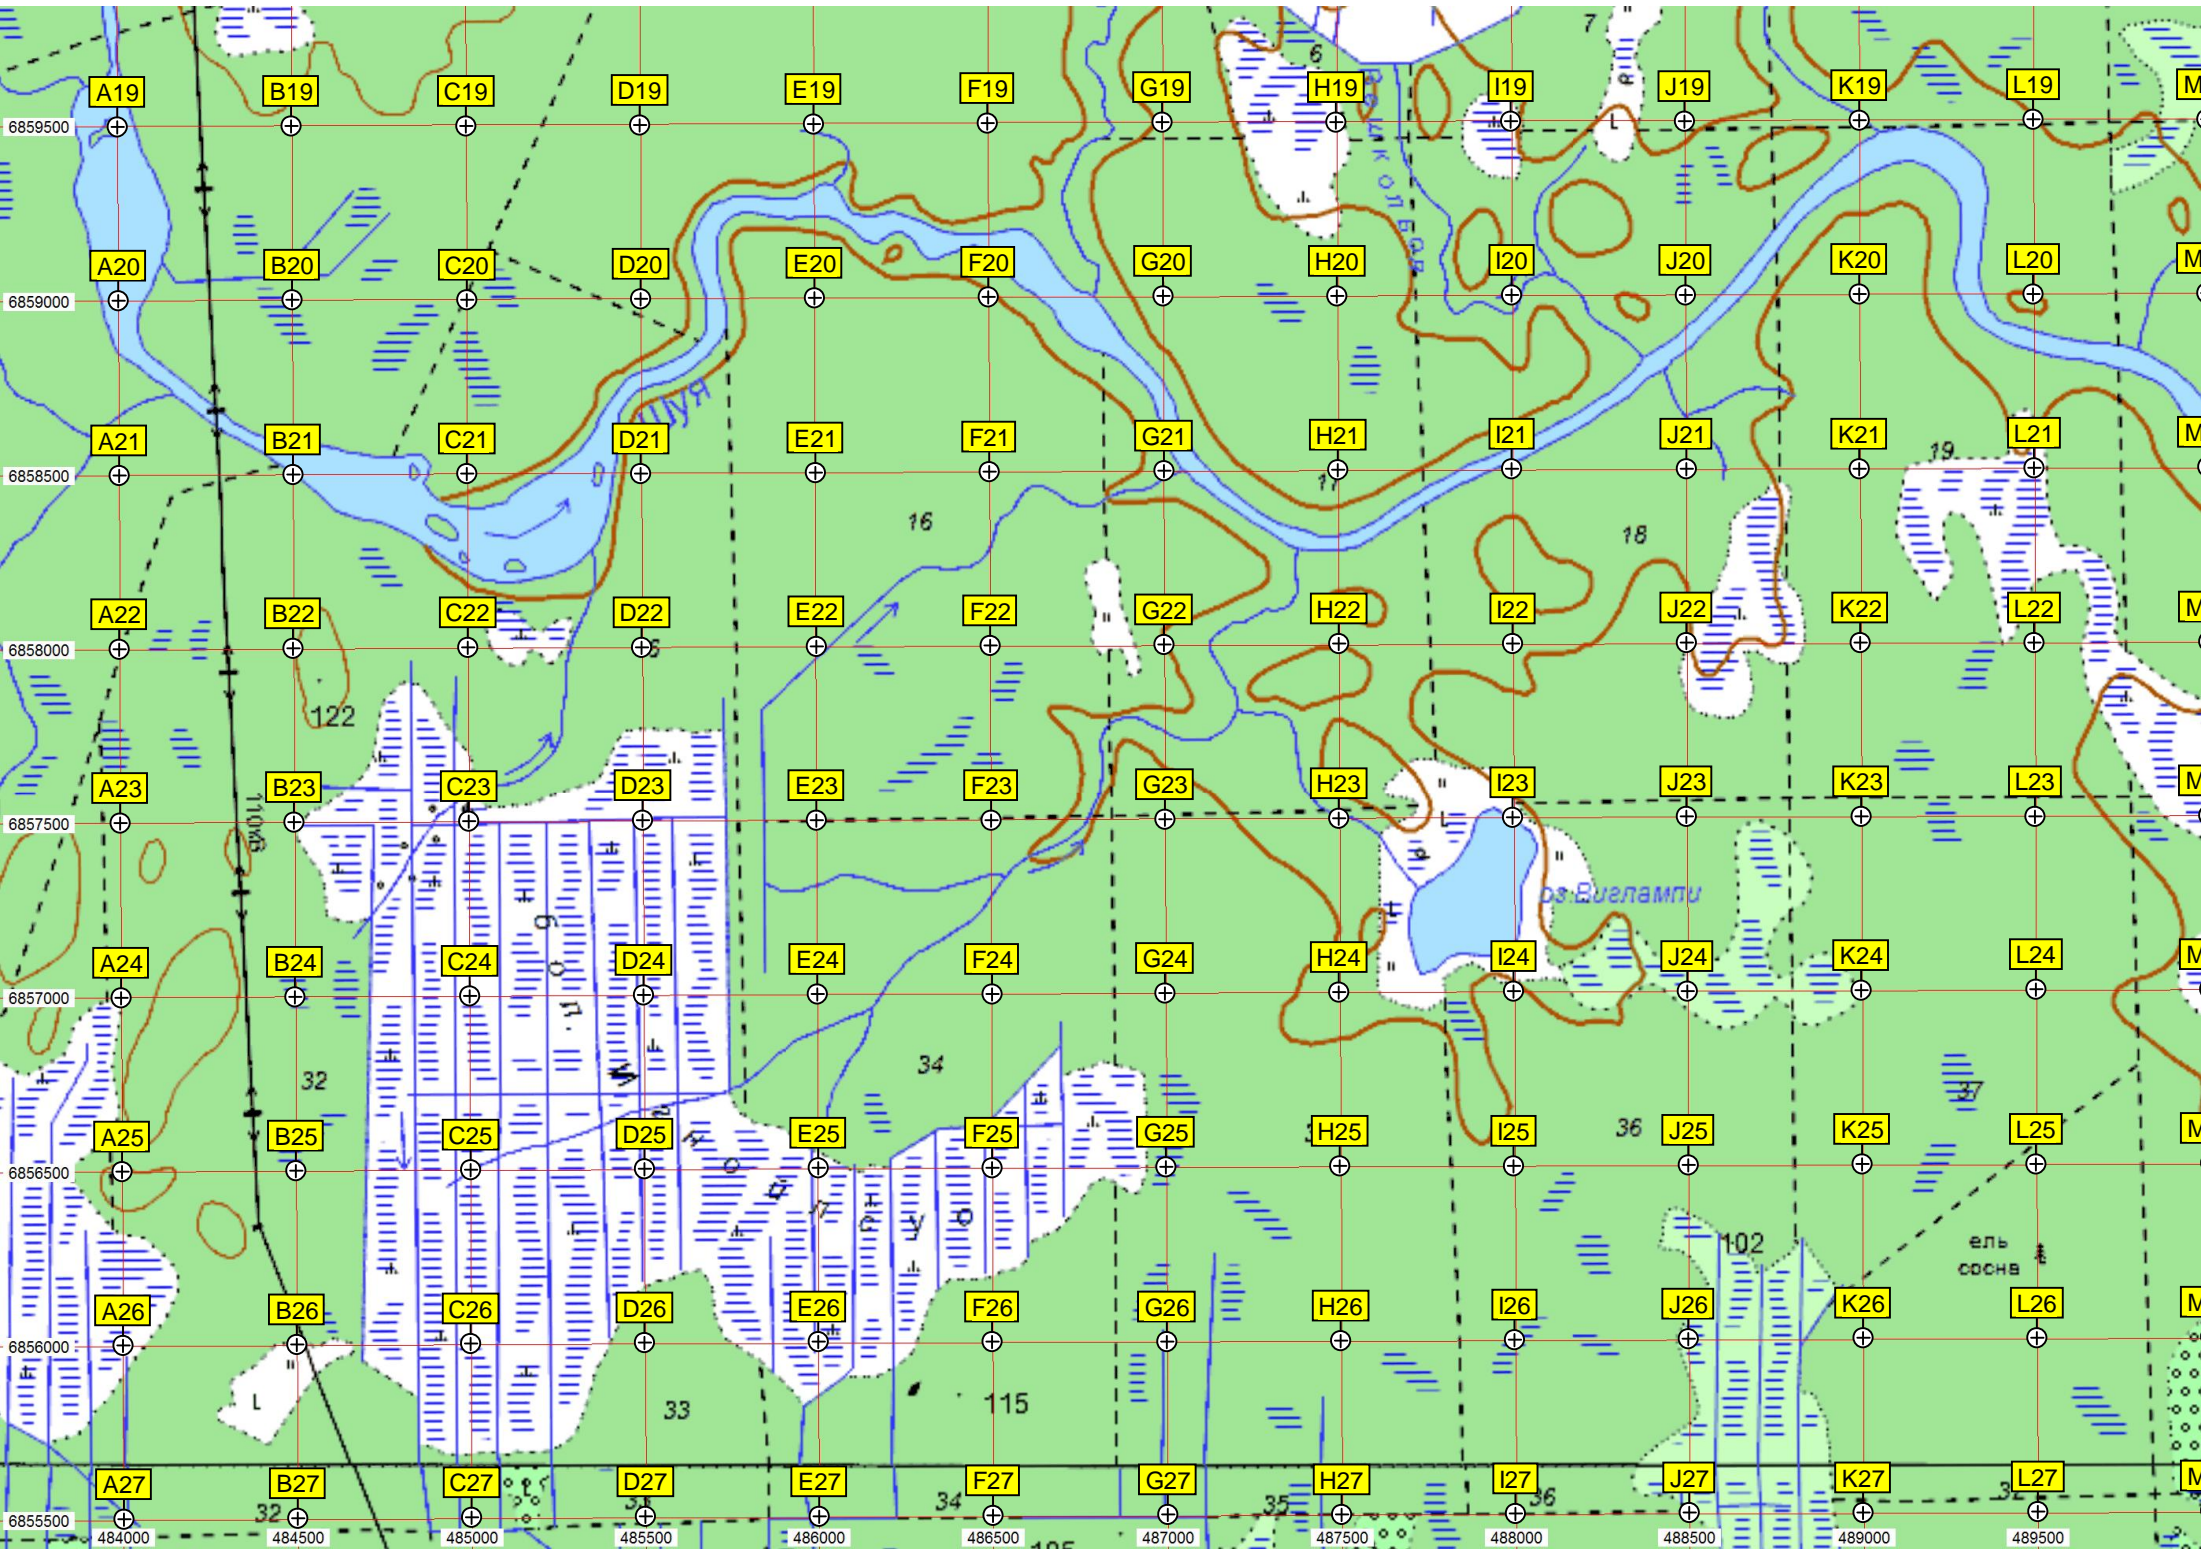 7
6
A19 B19 C19 D19 E19 F19 G19 H19 I19 J19 K19 L19 M
6859500
A20 B20 C20 D20 E20 F20 G20 H20 I20 J20 K20 L20 M
6859000
Шуя
A21 B21 C21 D21 E21 F21 G21 H21 I21 J21 K21 L21 M
6858500
19
17
16
18
A22 B22 C22 D22 E22 F22 G22 H22 I22 J22 K22 L22 M
6858000
122
A23 B23 C23 D23 E23 F23 G23 H23 I23 J23 K23 L23 M
6857500
110кв
оз.Виглампи
A24 B24 C24 D24 E24 F24 G24 H24 I24 J24 K24 L24 M
6857000
бол.
34
32
37
A25 B25 C25 D25 E25 F25 G25 H25 I25 J25 K25 L25 M
36
6856500
102
ель
сосна
A26 B26 C26 D26 E26 F26 G26 H26 I26 J26 K26 L26 M
6856000
115
33
A27 B27 C27 D27 E27 F27 G27 H27 I27 J27 K27 L27 M
32 33 34 35 36
6855500
484000 484500 485000 485500 486000 486500 487000 487500 488000 488500 489000 489500